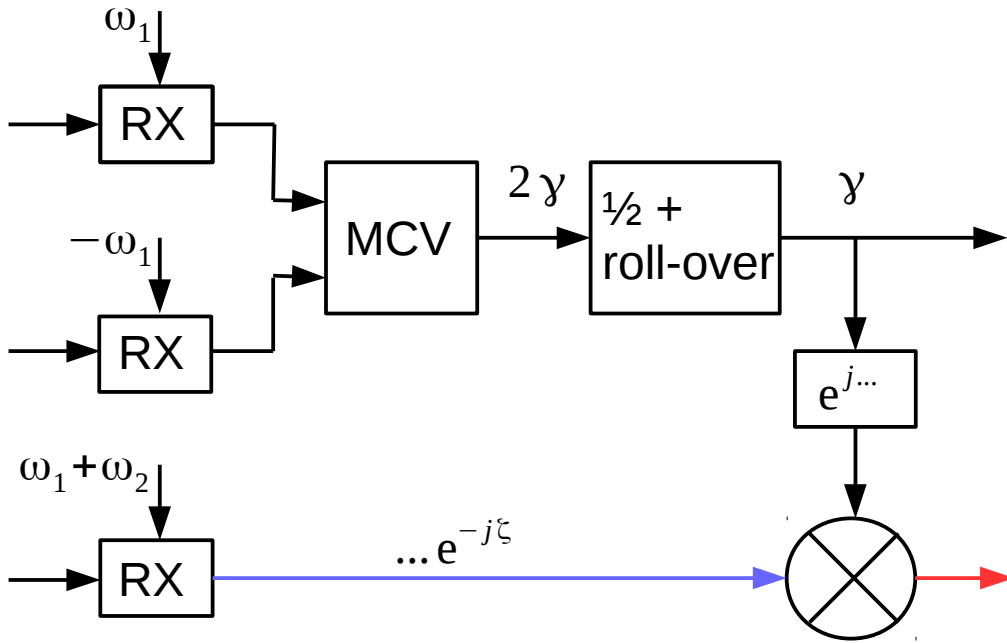 ω₁
RX
−ω₁
RX
MCV
2γ
½ +
roll-over
γ
e^{j...}
ω₁+ω₂
RX
... e^{−jζ}